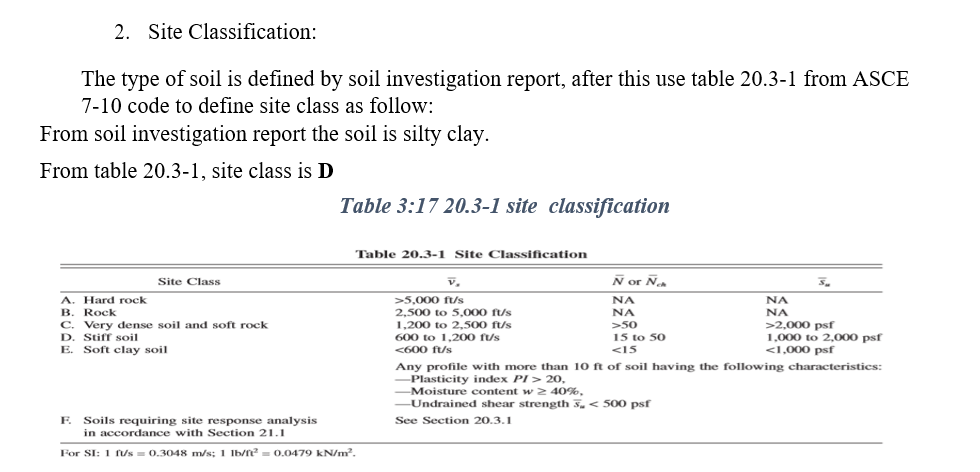 2. Site Classification:
The type of soil is defined by soil investigation report, after this use table 20.3-1 from ASCE
7-10 code to define site class as follow:
From soil investigation report the soil is silty clay.
From table 20.3-1, site class is D
Table 3:17 20.3-1 site classification
Table 20.3-1 Site Classification
Site Class v̄ₛ N̄ or N̄ch s̄ᵤ
A. Hard rock >5,000 ft/s NA NA
B. Rock 2,500 to 5,000 ft/s NA NA
C. Very dense soil and soft rock 1,200 to 2,500 ft/s >50 >2,000 psf
D. Stiff soil 600 to 1,200 ft/s 15 to 50 1,000 to 2,000 psf
E. Soft clay soil <600 ft/s <15 <1,000 psf
Any profile with more than 10 ft of soil having the following characteristics:
—Plasticity index PI > 20,
—Moisture content w ≥ 40%,
—Undrained shear strength s̄ᵤ < 500 psf
F. Soils requiring site response analysis See Section 20.3.1
in accordance with Section 21.1
For SI: 1 ft/s = 0.3048 m/s; 1 lb/ft² = 0.0479 kN/m².